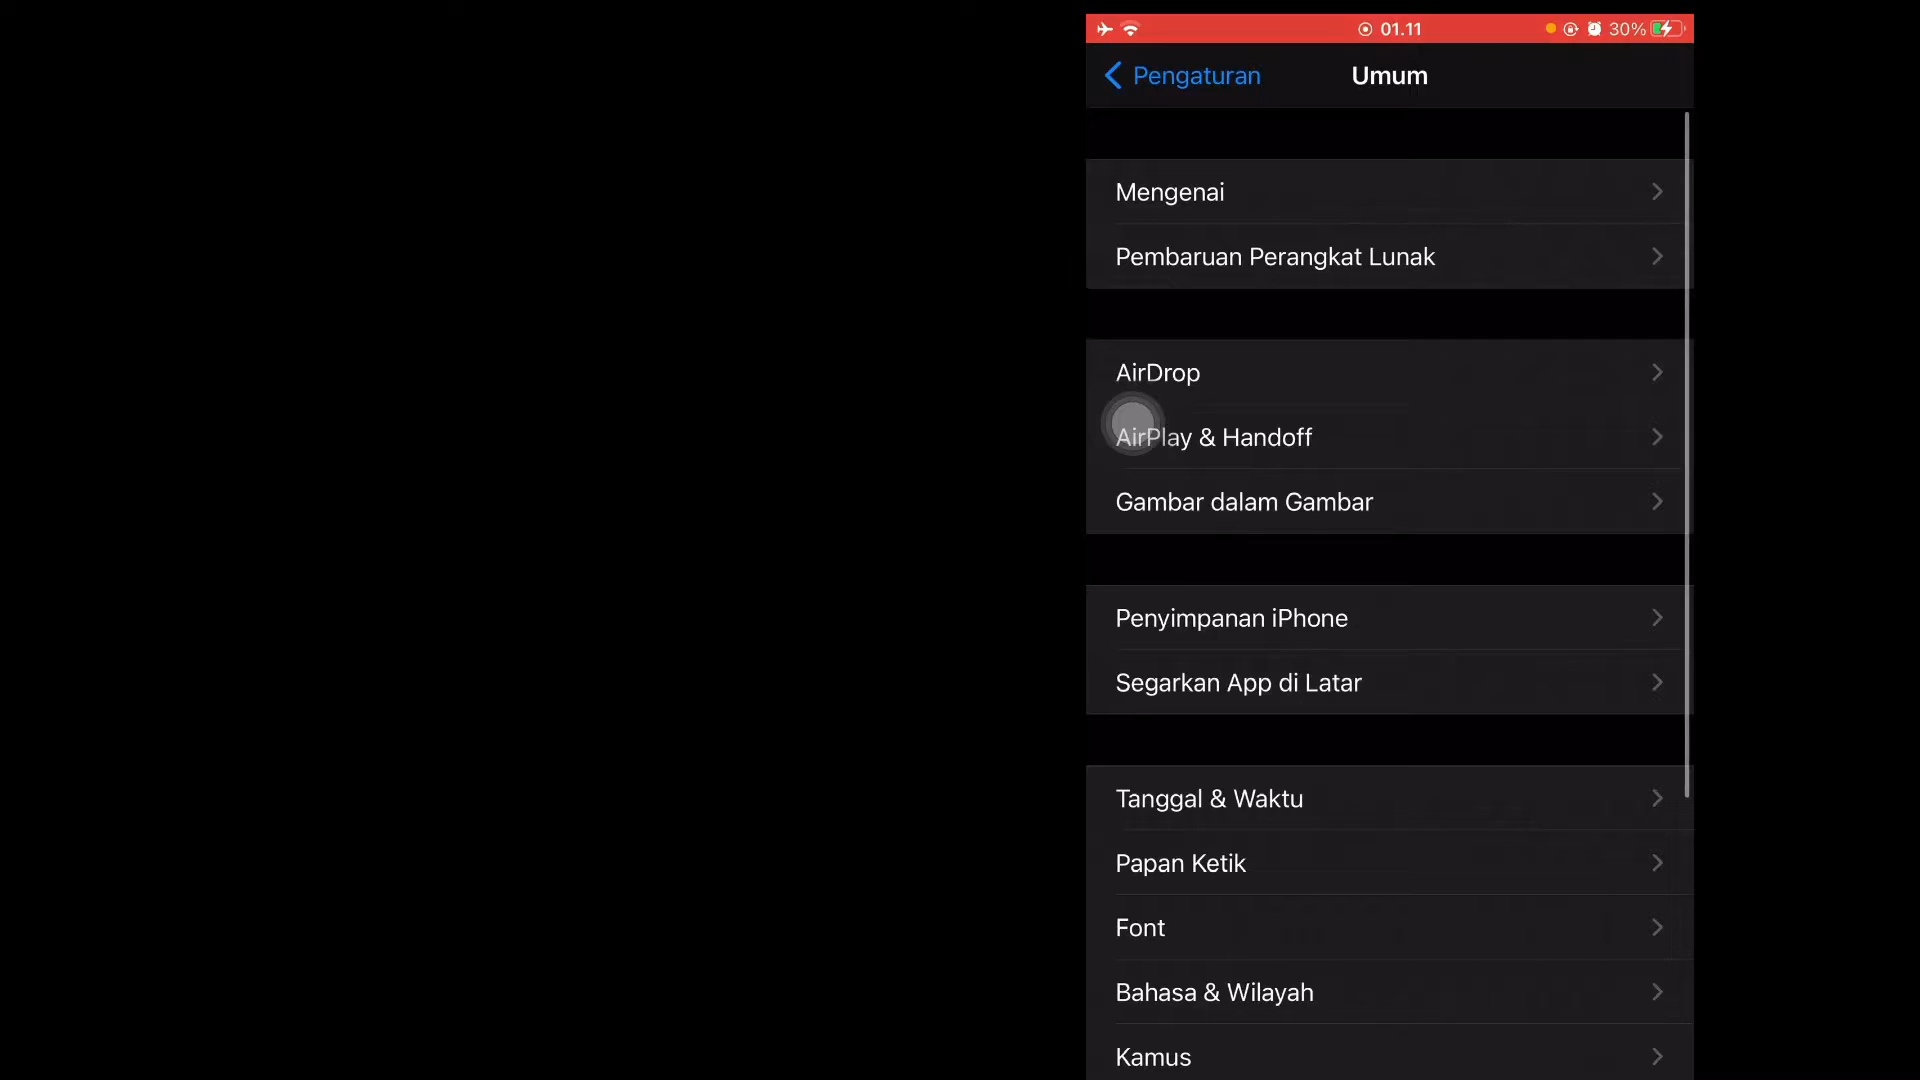 01.11
30%
Pengaturan
Umum
Mengenai
Pembaruan Perangkat Lunak
AirDrop
AirPlay & Handoff
Gambar dalam Gambar
Penyimpanan iPhone
Segarkan App di Latar
Tanggal & Waktu
Papan Ketik
Font
Bahasa & Wilayah
Kamus